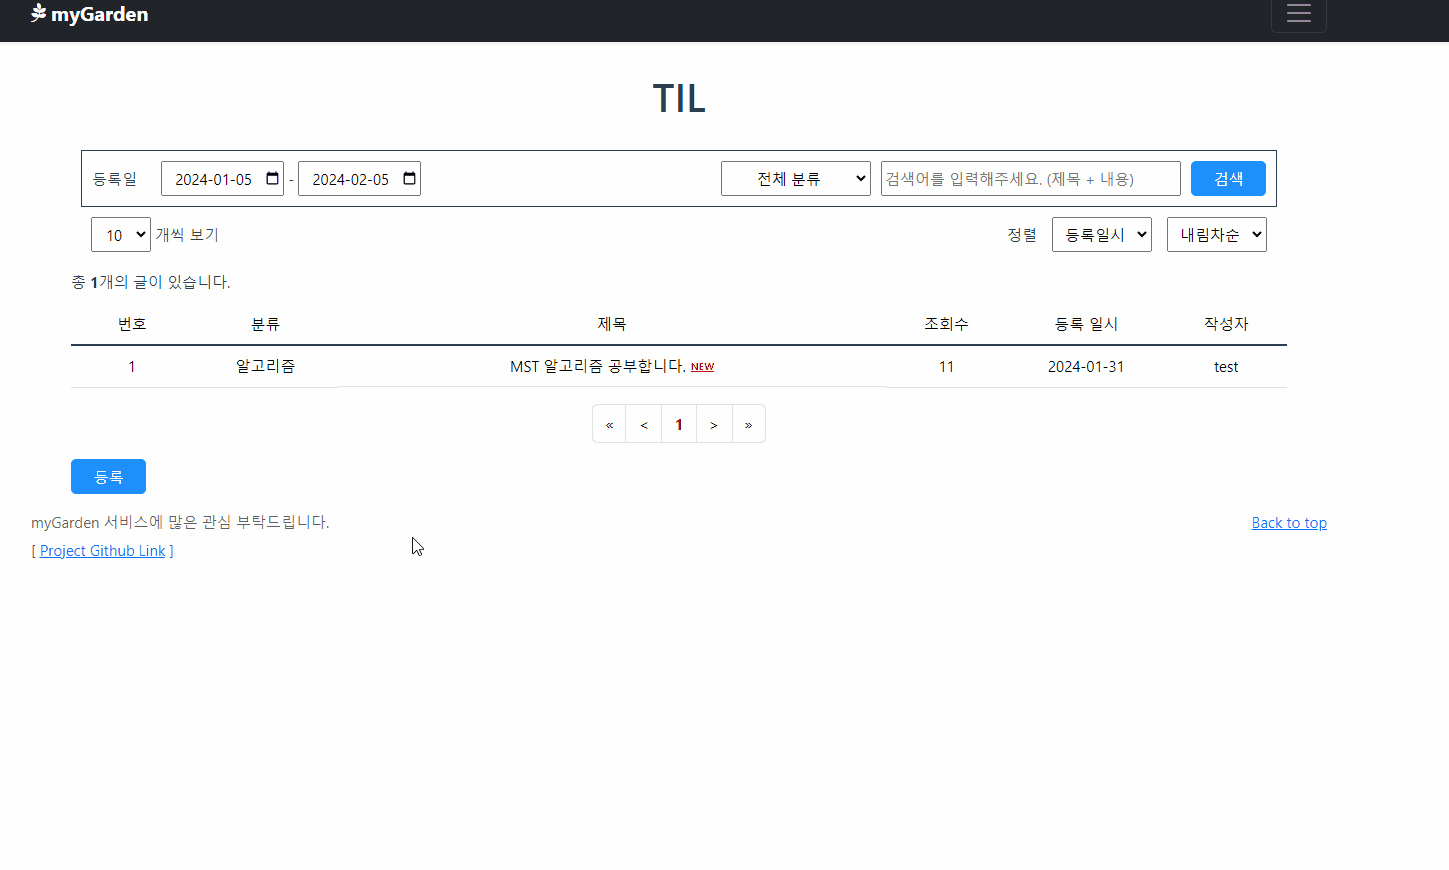 myGarden
TIL
등록일 2024-01-05 - 2024-02-05 전체 분류 검색어를 입력해주세요. (제목 + 내용) 검색
10 개씩 보기 정렬 등록일시 내림차순
총 1개의 글이 있습니다.
번호 분류 제목 조회수 등록 일시 작성자
1 알고리즘 MST 알고리즘 공부합니다. NEW 11 2024-01-31 test
« < 1 > »
등록
myGarden 서비스에 많은 관심 부탁드립니다. Back to top
[ Project Github Link ]